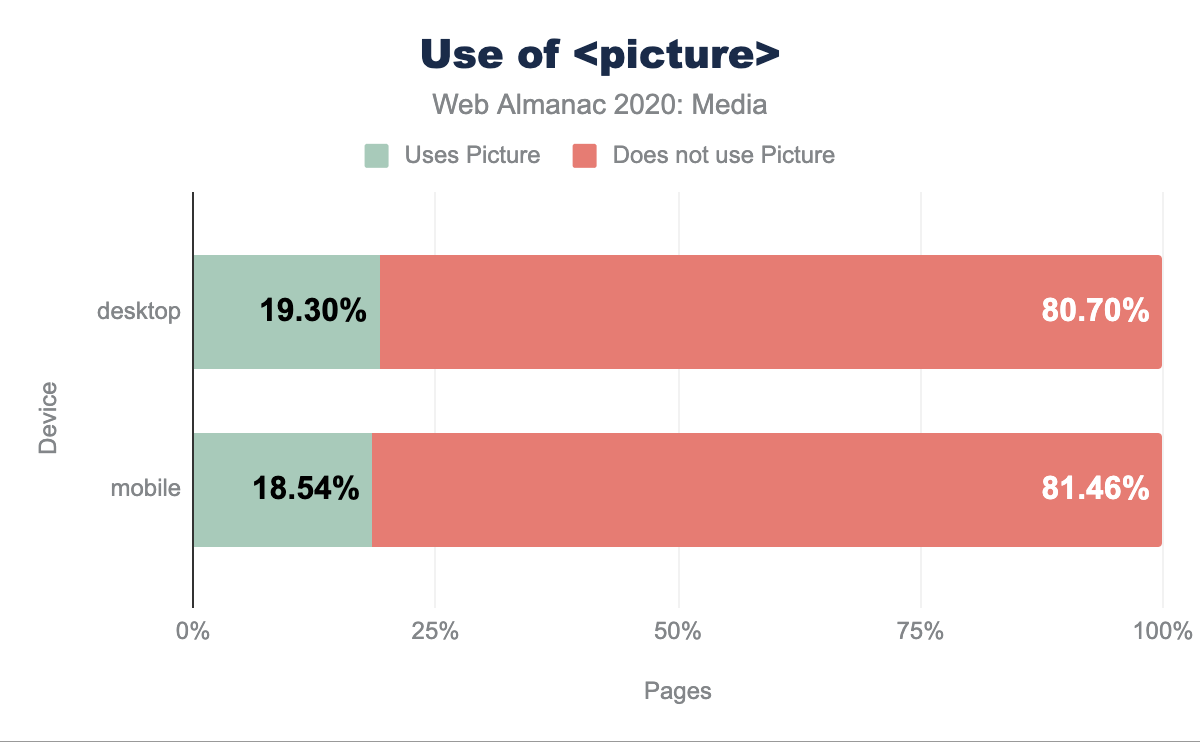 Use of <picture>
Web Almanac 2020: Media
Uses Picture Does not use Picture
desktop 19.30% 80.70%
Device
mobile 18.54% 81.46%
0% 25% 50% 75% 100%
Pages